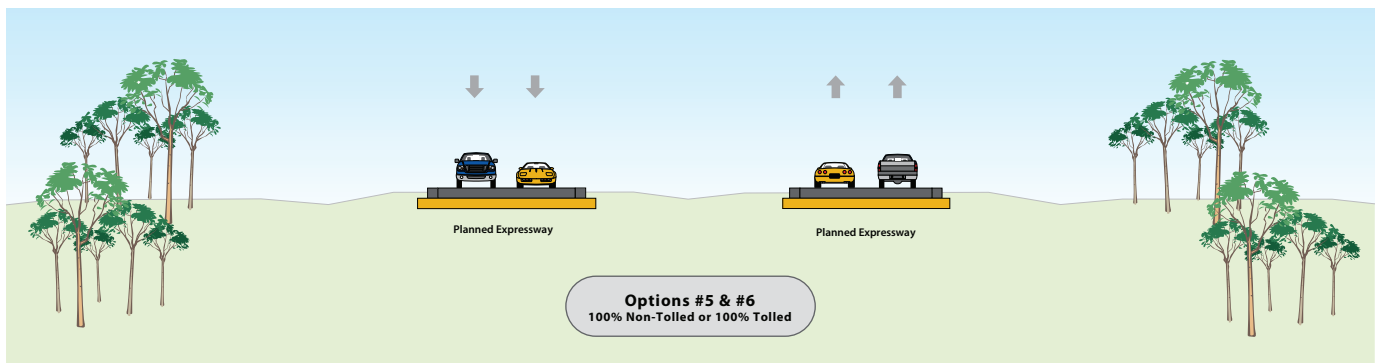 Planned Expressway
Planned Expressway
Options #5 & #6
100% Non-Tolled or 100% Tolled